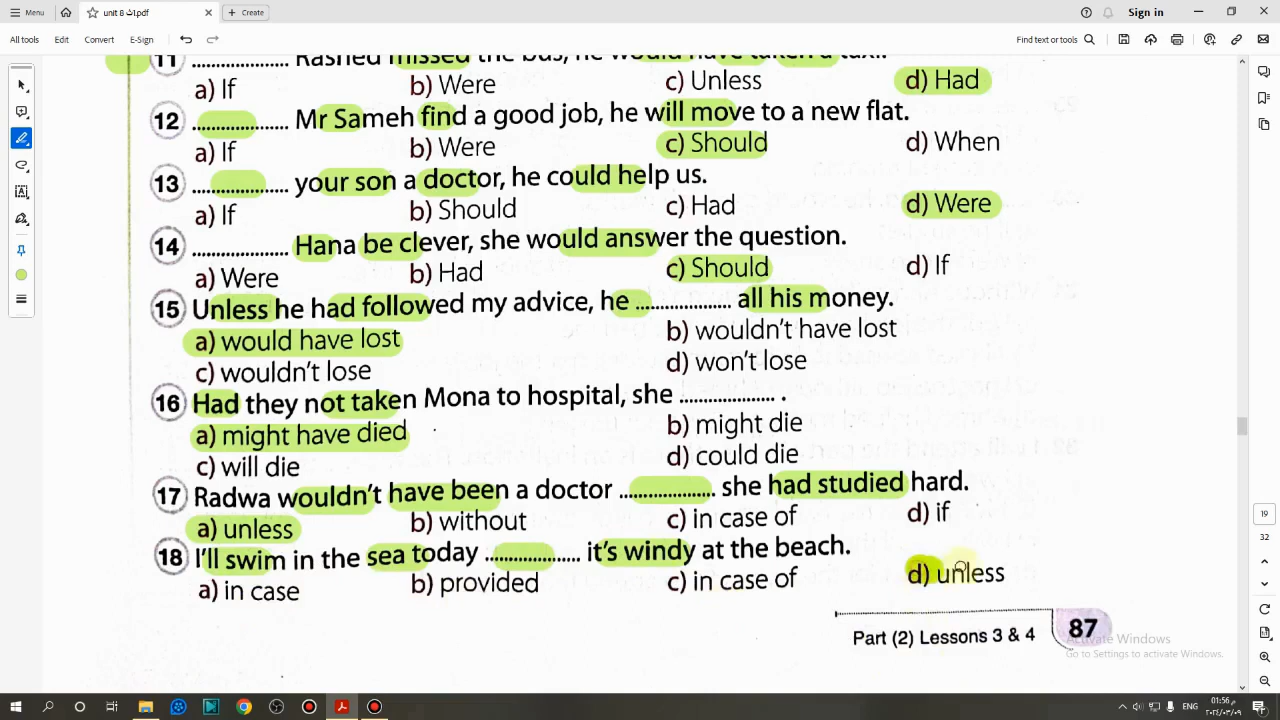 Menu
unit 6ث1
Create
Sign in
All tools
Edit
Convert
E-Sign
Find text or tools
11 .................. Rashed missed the bus, he would have taken a taxi.
a) If b) Were c) Unless d) Had
12 .................. Mr Sameh find a good job, he will move to a new flat.
a) If b) Were c) Should d) When
13 .................. your son a doctor, he could help us.
a) If b) Should c) Had d) Were
14 .................. Hana be clever, she would answer the question.
a) Were b) Had c) Should d) If
15 Unless he had followed my advice, he .................. all his money.
a) would have lost b) wouldn't have lost
c) wouldn't lose d) won't lose
16 Had they not taken Mona to hospital, she .................. .
a) might have died b) might die
c) will die d) could die
17 Radwa wouldn't have been a doctor .................. she had studied hard.
a) unless b) without c) in case of d) if
18 I'll swim in the sea today .................. it's windy at the beach.
a) in case b) provided c) in case of d) unless
Part (2) Lessons 3 & 4 87
Activate Windows
Go to Settings to activate Windows.
19
32
ENG
01:56 م